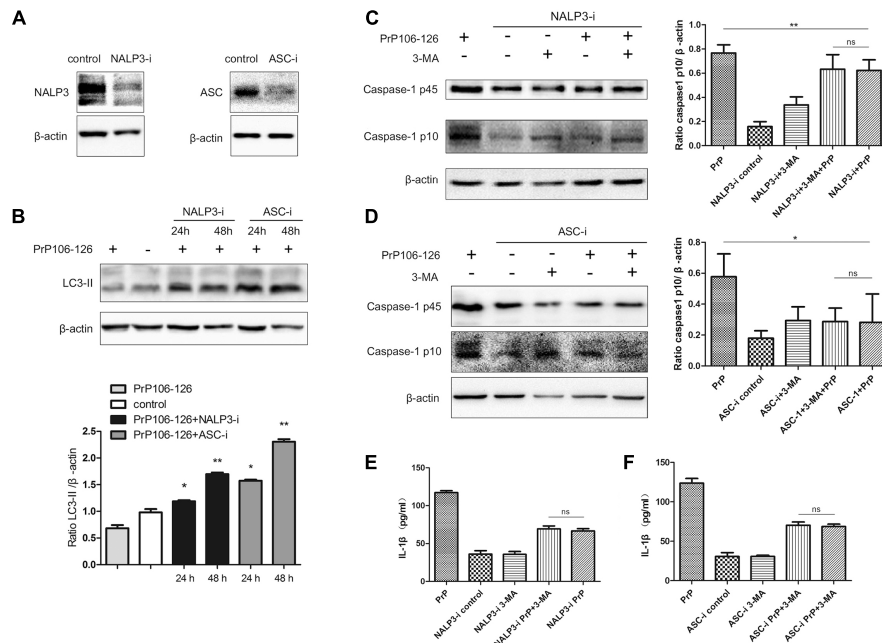 A
control NALP3-i
NALP3
β-actin
control ASC-i
ASC
β-actin
B
NALP3-i ASC-i
24h 48h 24h 48h
PrP106-126 + - + + + +
LC3-II
β-actin
PrP106-126
control
PrP106-126+NALP3-i
PrP106-126+ASC-i
Ratio LC3-II /β -actin
2.5
2.0
1.5
1.0
0.5
0.0
* ** * **
24 h 48 h 24 h 48 h
C
NALP3-i
PrP106-126 + - - + +
3-MA - + - +
Caspase-1 p45
Caspase-1 p10
β-actin
Ratio caspase1 p10/ β -actin
1.0
0.8
0.6
0.4
0.2
0.0
**
ns
PrP
NALP3-i control
NALP3-i+3-MA
NALP3-i+3-MA+PrP
NALP3-i+PrP
D
ASC-i
PrP106-126 + - - + +
3-MA - + - +
Caspase-1 p45
Caspase-1 p10
β-actin
Ratio caspase1 p10/ β -actin
0.8
0.6
0.4
0.2
0.0
*
ns
PrP
ASC-i control
ASC-i+3-MA
ASC-1+3-MA+PrP
ASC-1+PrP
E
IL-1β (pg/ml)
150
100
50
0
ns
PrP
NALP3-i control
NALP3-i 3-MA
NALP3-i PrP+3-MA
NALP3-i PrP
F
IL-1β (pg/ml)
150
100
50
0
ns
PrP
ASC-i control
ASC-i 3-MA
ASC-i PrP+3-MA
ASC-i PrP+3-MA